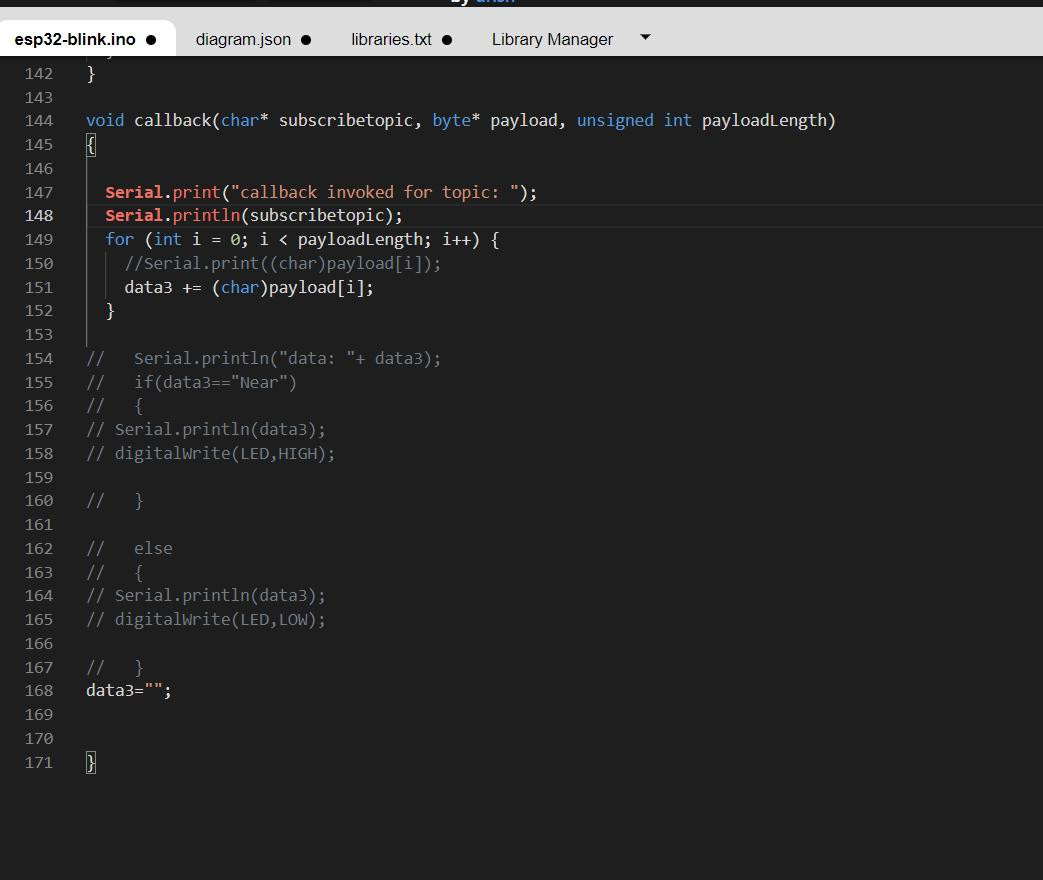 by
esp32-blink.ino ● diagram.json ● libraries.txt ● Library Manager
142 }
143
144 void callback(char* subscribetopic, byte* payload, unsigned int payloadLength)
145 {
146
147 Serial.print("callback invoked for topic: ");
148 Serial.println(subscribetopic);
149 for (int i = 0; i < payloadLength; i++) {
150 //Serial.print((char)payload[i]);
151 data3 += (char)payload[i];
152 }
153
154 // Serial.println("data: "+ data3);
155 // if(data3=="Near")
156 // {
157 // Serial.println(data3);
158 // digitalWrite(LED,HIGH);
159
160 // }
161
162 // else
163 // {
164 // Serial.println(data3);
165 // digitalWrite(LED,LOW);
166
167 // }
168 data3="";
169
170
171 }